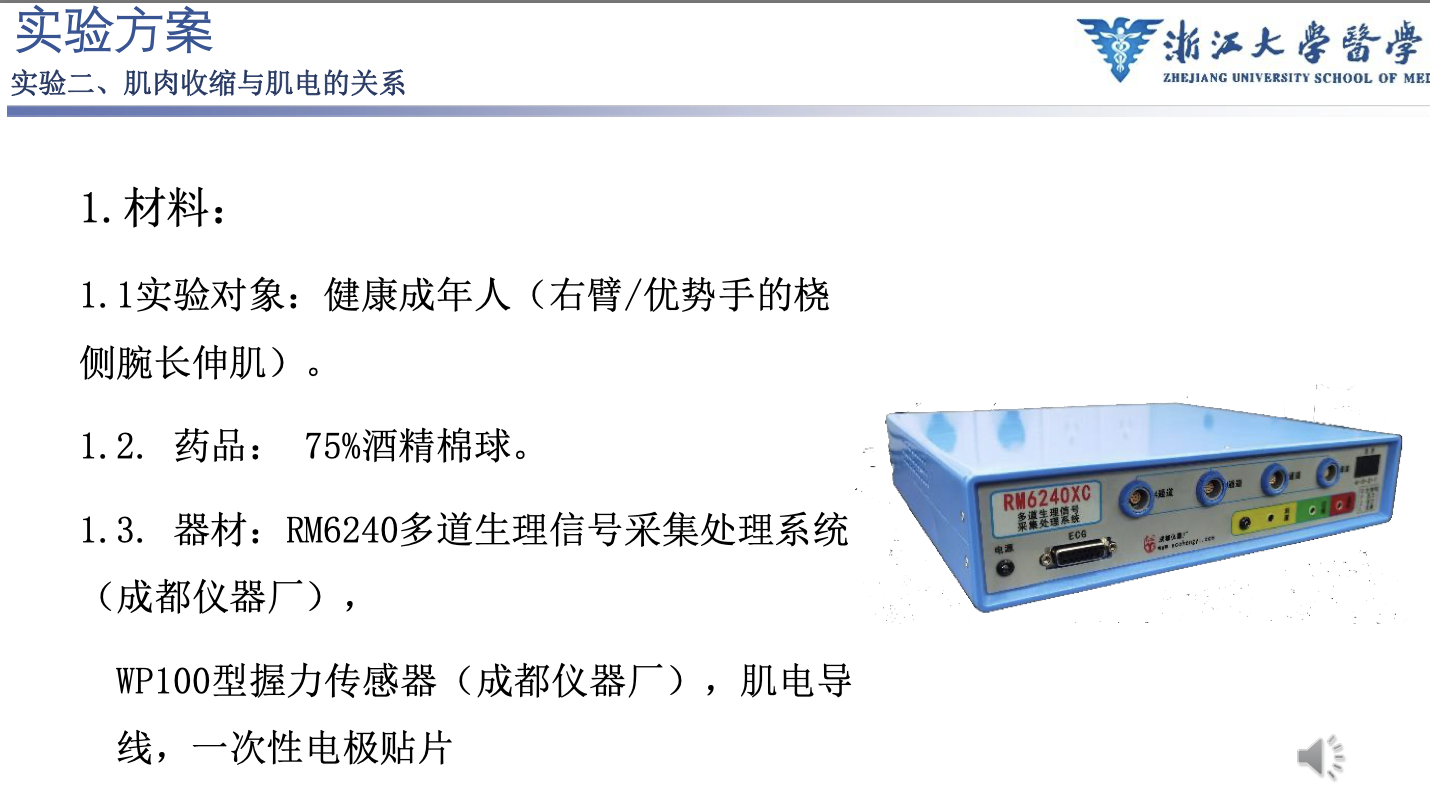 实验方案
实验二、肌肉收缩与肌电的关系
浙江大学醫學
ZHEJIANG UNIVERSITY SCHOOL OF MED
1.材料：
1.1实验对象：健康成年人（右臂/优势手的桡
侧腕长伸肌）。
1.2. 药品： 75%酒精棉球。
1.3. 器材：RM6240多道生理信号采集处理系统
（成都仪器厂），
WP100型握力传感器（成都仪器厂），肌电导
线，一次性电极贴片
RM6240XC
多道生理信号
采集处理系统
电源
ECG
成都仪器厂